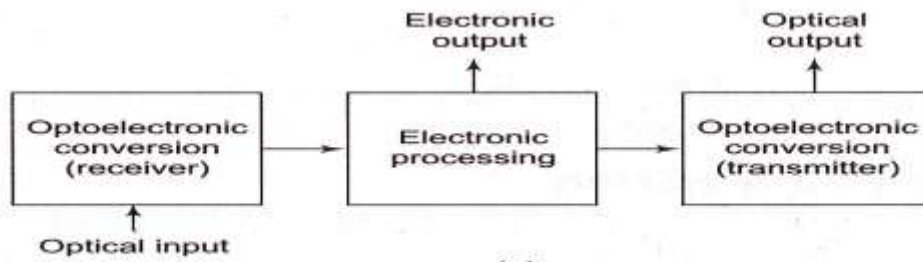 Electronic
output
Optical
output
Optoelectronic
conversion
(receiver)
Electronic
processing
Optoelectronic
conversion
(transmitter)
Optical input